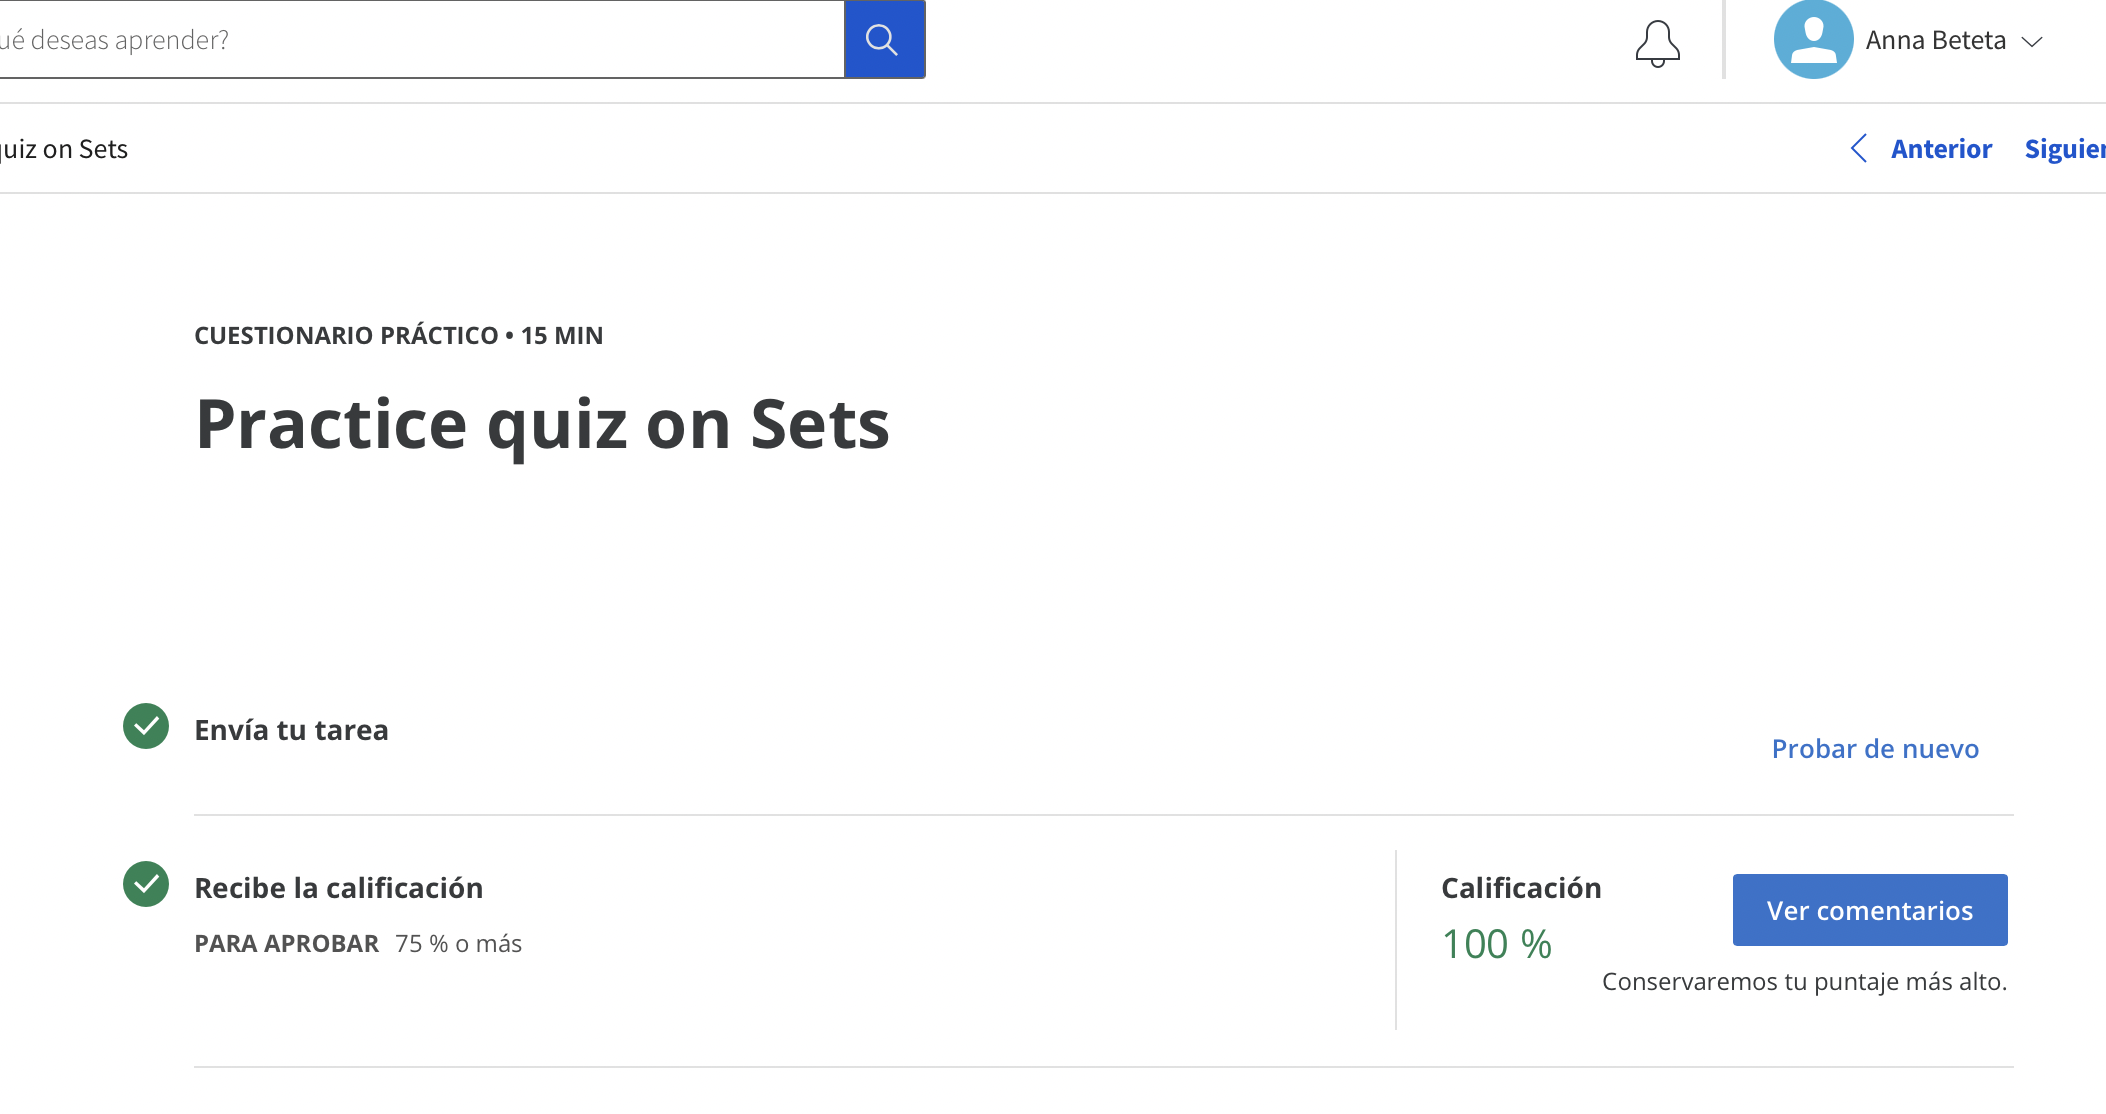 ué deseas aprender?
Anna Beteta
quiz on Sets
Anterior
Siguien
CUESTIONARIO PRÁCTICO • 15 MIN
Practice quiz on Sets
Envía tu tarea
Probar de nuevo
Recibe la calificación
PARA APROBAR 75 % o más
Calificación
100 %
Ver comentarios
Conservaremos tu puntaje más alto.